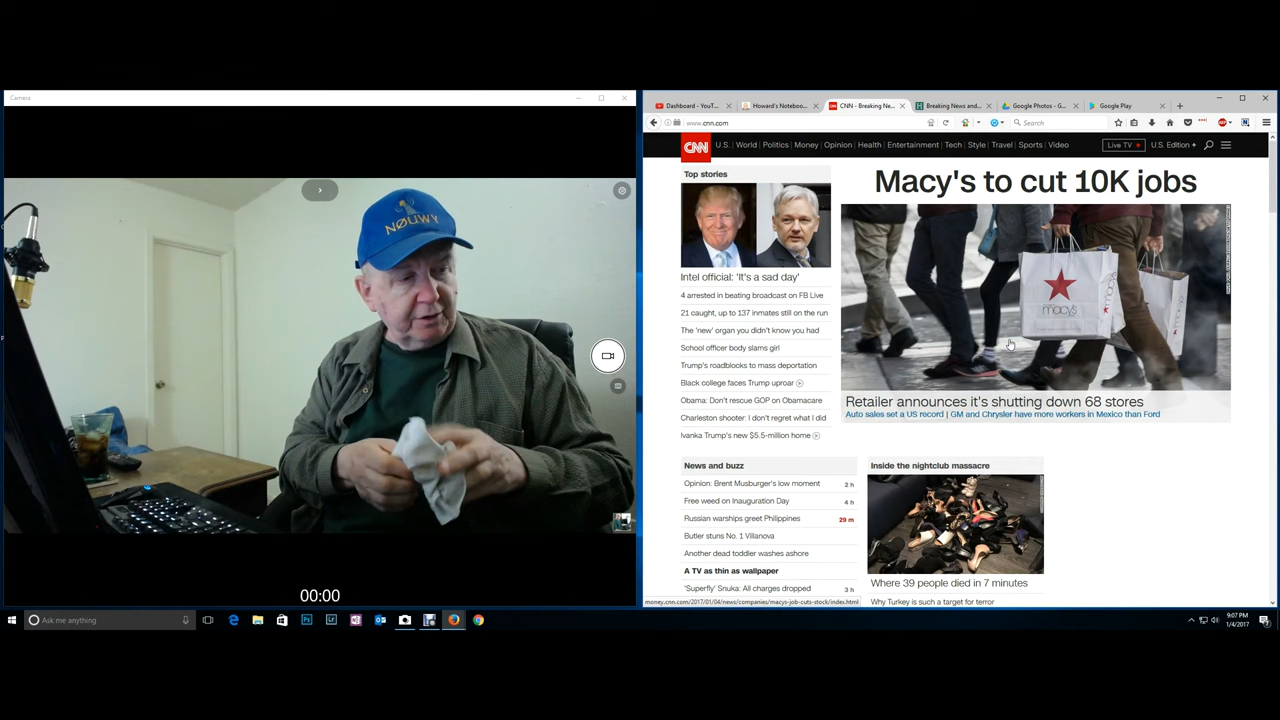 Camera
NØUWY
00:00
Dashboard - YouT...
Howard's Noteboo...
CNN - Breaking Ne...
Breaking News and...
Google Photos - G...
Google Play
www.cnn.com
Search
CNN
U.S.
World
Politics
Money
Opinion
Health
Entertainment
Tech
Style
Travel
Sports
Video
Live TV
U.S. Edition +
Top stories
Intel official: 'It's a sad day'
4 arrested in beating broadcast on FB Live
21 caught, up to 137 inmates still on the run
The 'new' organ you didn't know you had
School officer body slams girl
Trump's roadblocks to mass deportation
Black college faces Trump uproar
Obama: Don't rescue GOP on Obamacare
Charleston shooter: I don't regret what I did
Ivanka Trump's new $5.5-million home
Macy's to cut 10K jobs
macy's
Retailer announces it's shutting down 68 stores
Auto sales set a US record | GM and Chrysler have more workers in Mexico than Ford
News and buzz
Opinion: Brent Musburger's low moment 2 h
Free weed on Inauguration Day 4 h
Russian warships greet Philippines 29 m
Butler stuns No. 1 Villanova
Another dead toddler washes ashore
A TV as thin as wallpaper
'Superfly' Snuka: All charges dropped 3 h
Inside the nightclub massacre
Where 39 people died in 7 minutes
Why Turkey is such a target for terror
money.cnn.com/2017/01/04/news/companies/macys-job-cuts-stock/index.html
Ask me anything
9:07 PM
1/4/2017